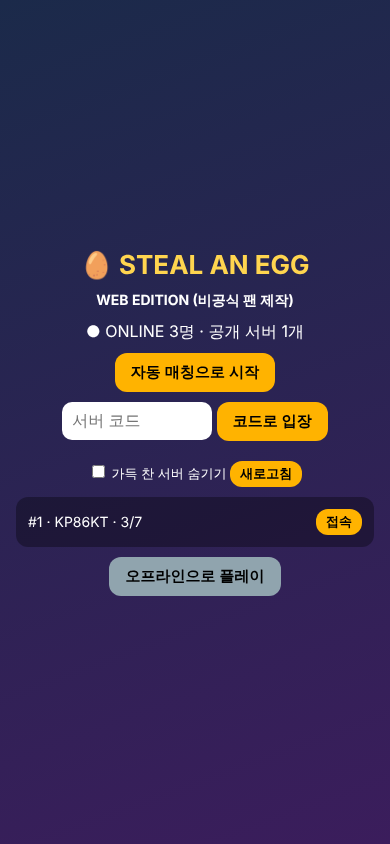 🥚 STEAL AN EGG
WEB EDITION (비공식 팬 제작)
● ONLINE 3명 · 공개 서버 1개
자동 매칭으로 시작
서버 코드 코드로 입장
가득 찬 서버 숨기기 새로고침
#1 · KP86KT · 3/7 접속
오프라인으로 플레이